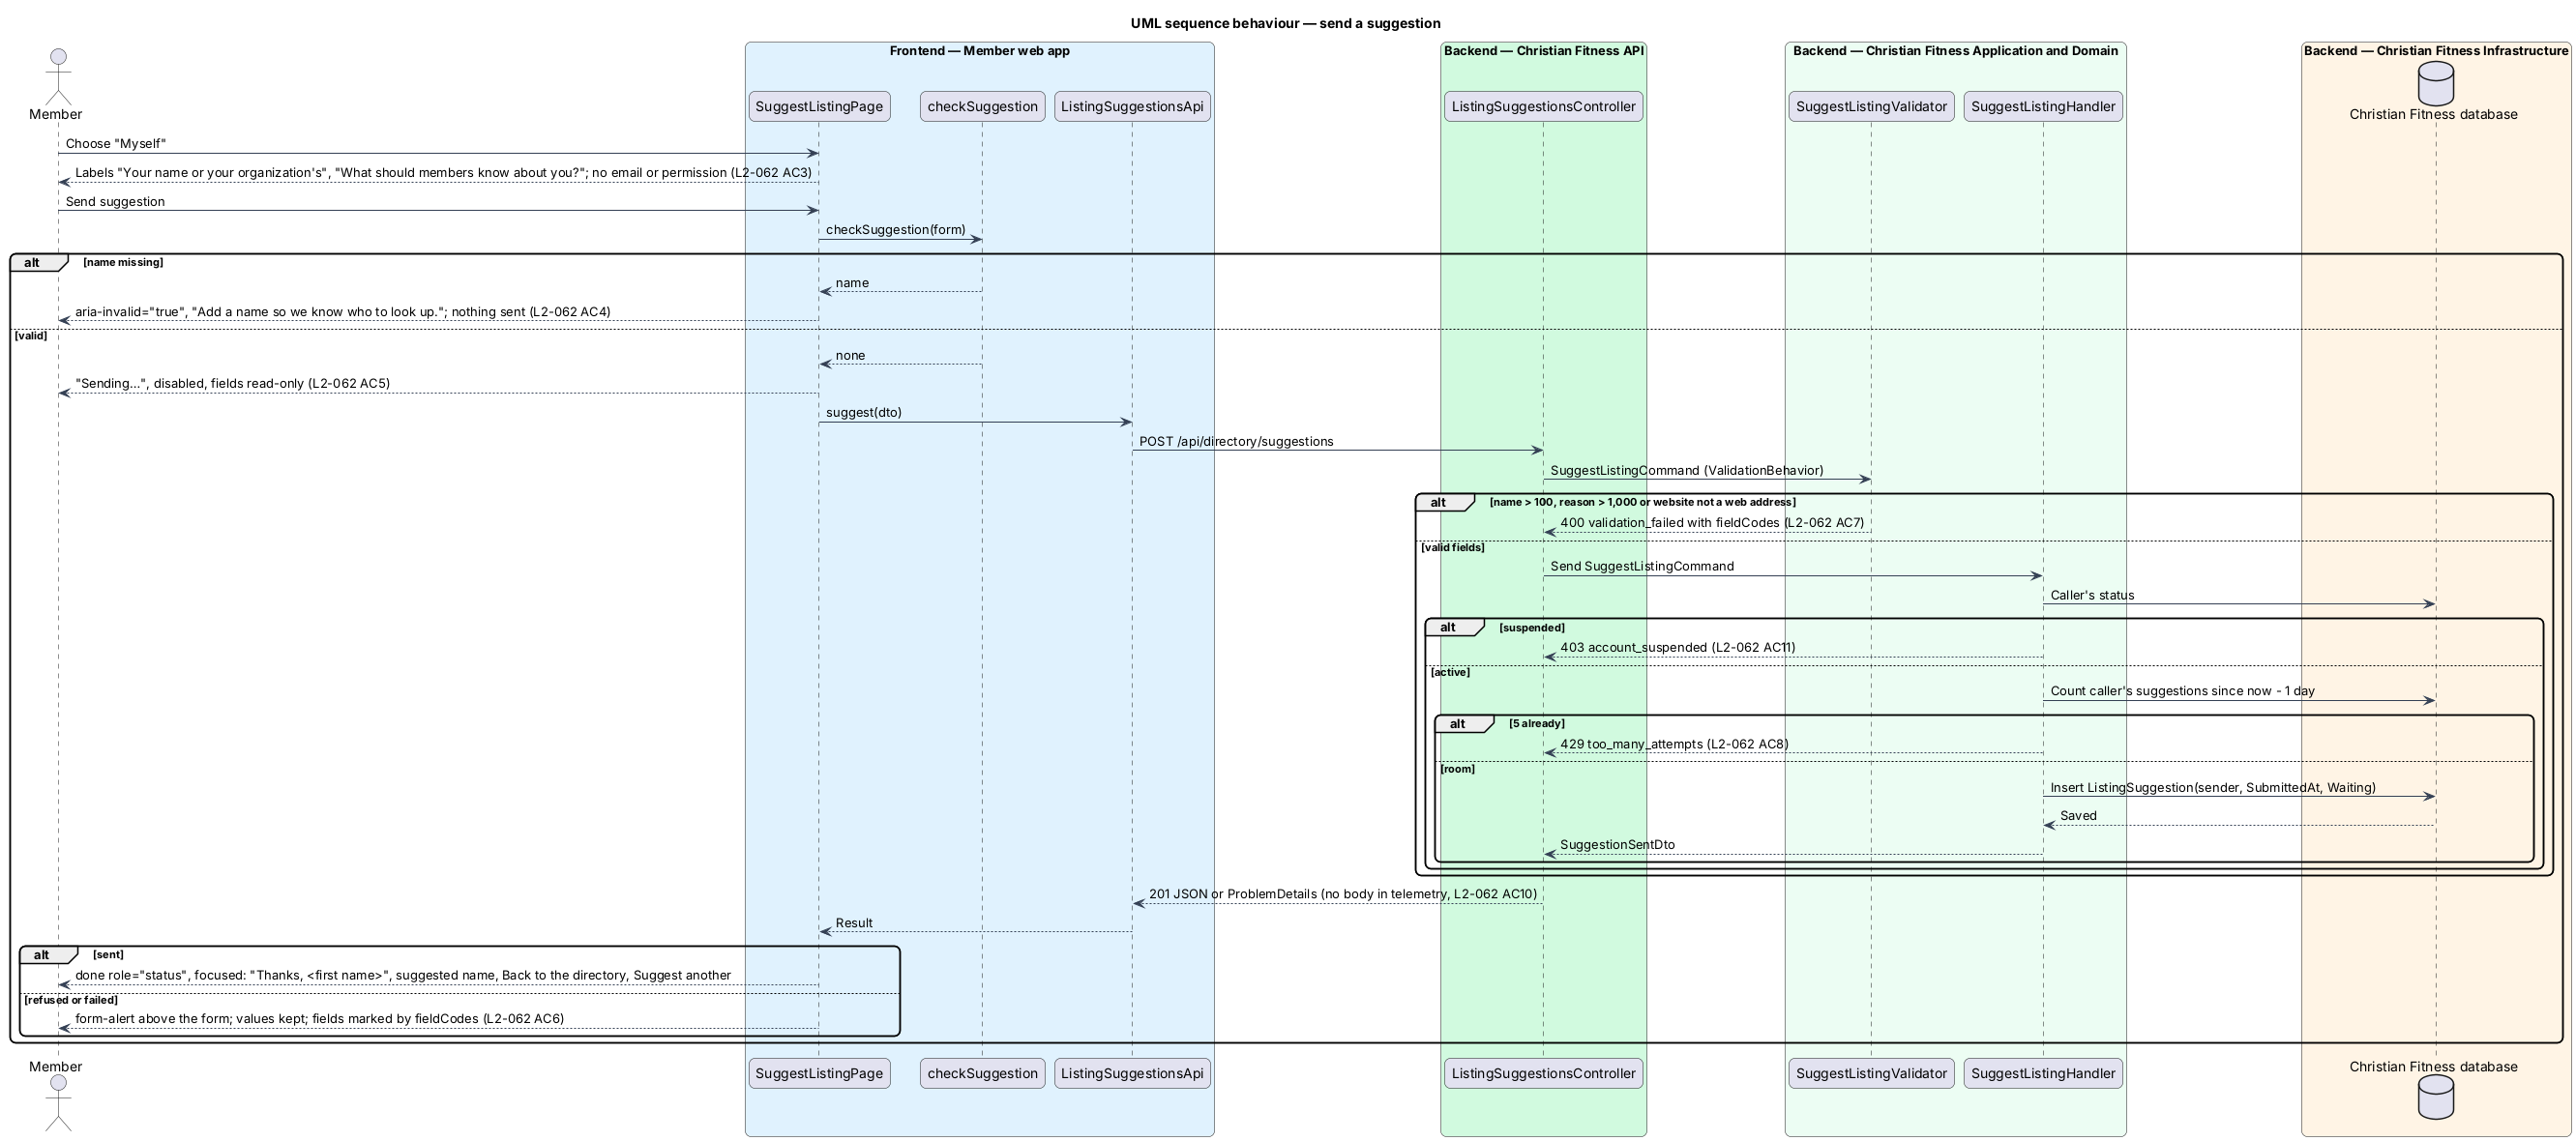 UML sequence behaviour — send a suggestion
Frontend — Member web app
Backend — Christian Fitness API
Backend — Christian Fitness Application and Domain
Backend — Christian Fitness Infrastructure
Member
SuggestListingPage
checkSuggestion
ListingSuggestionsApi
ListingSuggestionsController
SuggestListingValidator
SuggestListingHandler
Christian Fitness database
Choose "Myself"
Labels "Your name or your organization's", "What should members know about you?"; no email or permission (L2-062 AC3)
Send suggestion
checkSuggestion(form)
alt [name missing]
name
aria-invalid="true", "Add a name so we know who to look up."; nothing sent (L2-062 AC4)
[valid]
none
"Sending…", disabled, fields read-only (L2-062 AC5)
suggest(dto)
POST /api/directory/suggestions
SuggestListingCommand (ValidationBehavior)
alt [name > 100, reason > 1,000 or website not a web address]
400 validation_failed with fieldCodes (L2-062 AC7)
[valid fields]
Send SuggestListingCommand
Caller's status
alt [suspended]
403 account_suspended (L2-062 AC11)
[active]
Count caller's suggestions since now - 1 day
alt [5 already]
429 too_many_attempts (L2-062 AC8)
[room]
Insert ListingSuggestion(sender, SubmittedAt, Waiting)
Saved
SuggestionSentDto
201 JSON or ProblemDetails (no body in telemetry, L2-062 AC10)
Result
alt [sent]
done role="status", focused: "Thanks, <first name>", suggested name, Back to the directory, Suggest another
[refused or failed]
form-alert above the form; values kept; fields marked by fieldCodes (L2-062 AC6)
Member
SuggestListingPage
checkSuggestion
ListingSuggestionsApi
ListingSuggestionsController
SuggestListingValidator
SuggestListingHandler
Christian Fitness database